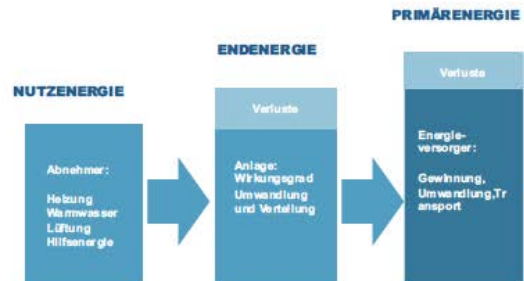 PRIMÄRENERGIE
ENDENERGIE
NUTZENERGIE
Verluste
Verluste
Abnehmer:
Heizung
Warmwasser
Lüftung
Hilfsenergie
Anlage:
Wirkungsgrad
Umwandlung
und Verteilung
Energie-
versorger:
Gewinnung,
Umwandlung,Tr
ansport